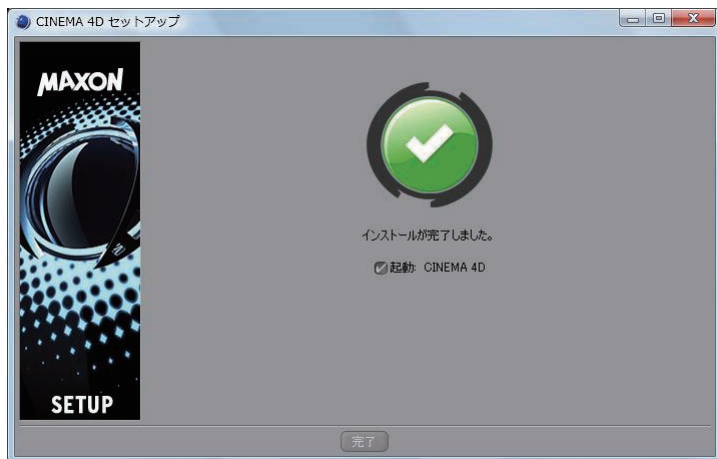 CINEMA 4D セットアップ
MAXON
インストールが完了しました。
起動: CINEMA 4D
SETUP
完了